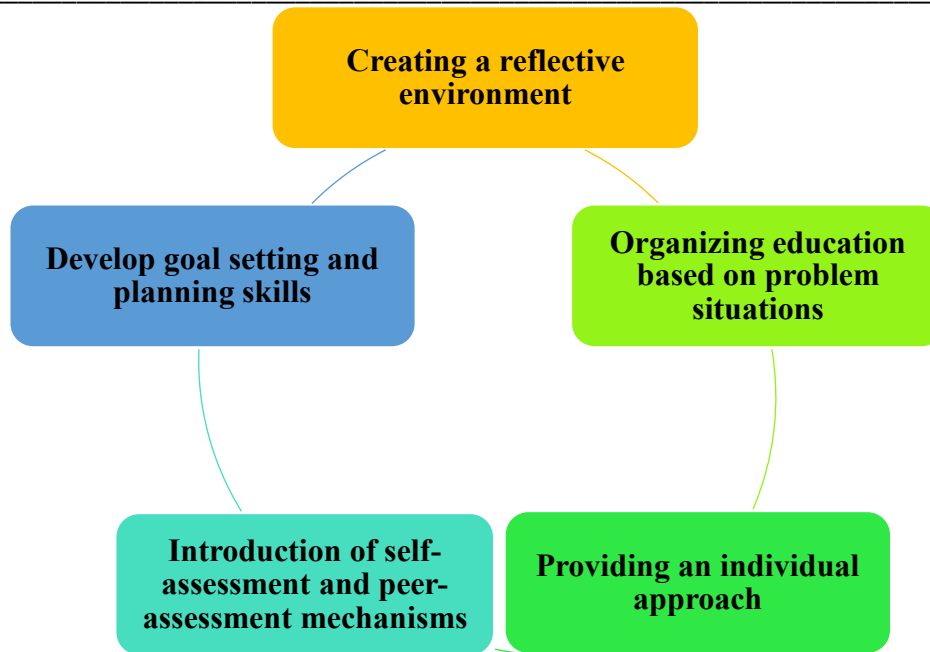 Creating a reflective
environment
Develop goal setting and
planning skills
Organizing education
based on problem
situations
Introduction of self-
assessment and peer-
assessment mechanisms
Providing an individual
approach